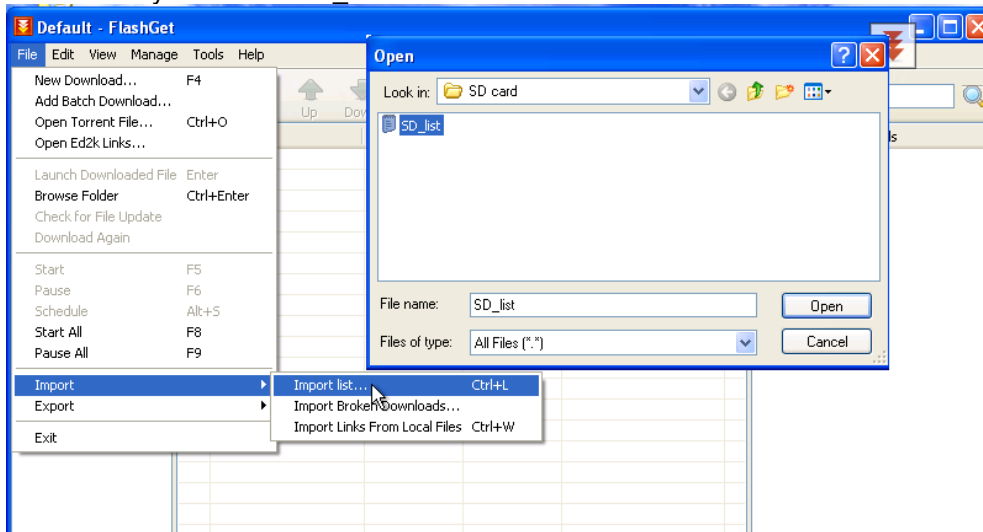 Default - FlashGet
File Edit View Manage Tools Help
New Download... F4
Add Batch Download...
Open Torrent File... Ctrl+O
Open Ed2k Links...
Launch Downloaded File Enter
Browse Folder Ctrl+Enter
Check for File Update
Download Again
Start F5
Pause F6
Schedule Alt+S
Start All F8
Pause All F9
Import
Export
Exit
Import list... Ctrl+L
Import Broken Downloads...
Import Links From Local Files Ctrl+W
Up
Open
Look in: SD card
SD_list
File name: SD_list Open
Files of type: All Files (*.*) Cancel